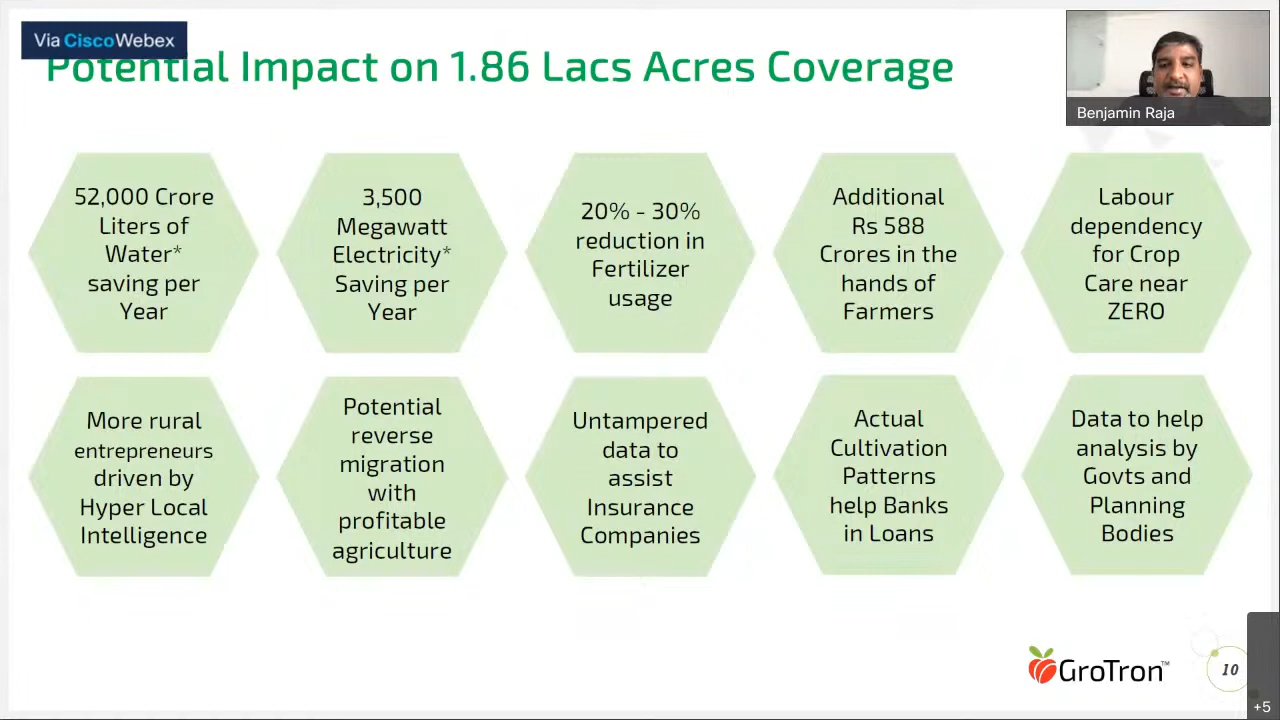 Via CiscoWebex
Potential Impact on 1.86 Lacs Acres Coverage
Benjamin Raja
52,000 Crore
Liters of
Water*
saving per
Year
3,500
Megawatt
Electricity*
Saving per
Year
20% - 30%
reduction in
Fertilizer
usage
Additional
Rs 588
Crores in the
hands of
Farmers
Labour
dependency
for Crop
Care near
ZERO
More rural
entrepreneurs
driven by
Hyper Local
Intelligence
Potential
reverse
migration
with
profitable
agriculture
Untampered
data to
assist
Insurance
Companies
Actual
Cultivation
Patterns
help Banks
in Loans
Data to help
analysis by
Govts and
Planning
Bodies
GroTron™
10
+5